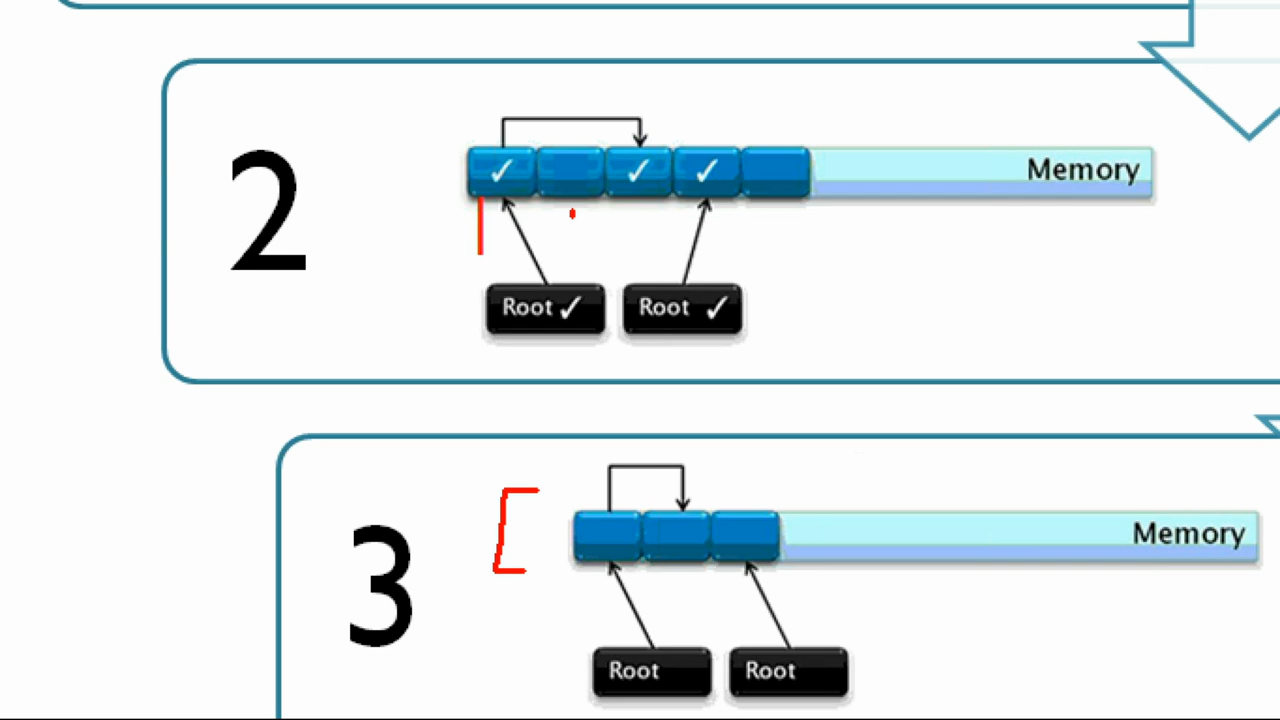 2
Memory
Root ✓ Root ✓
3
Memory
Root Root